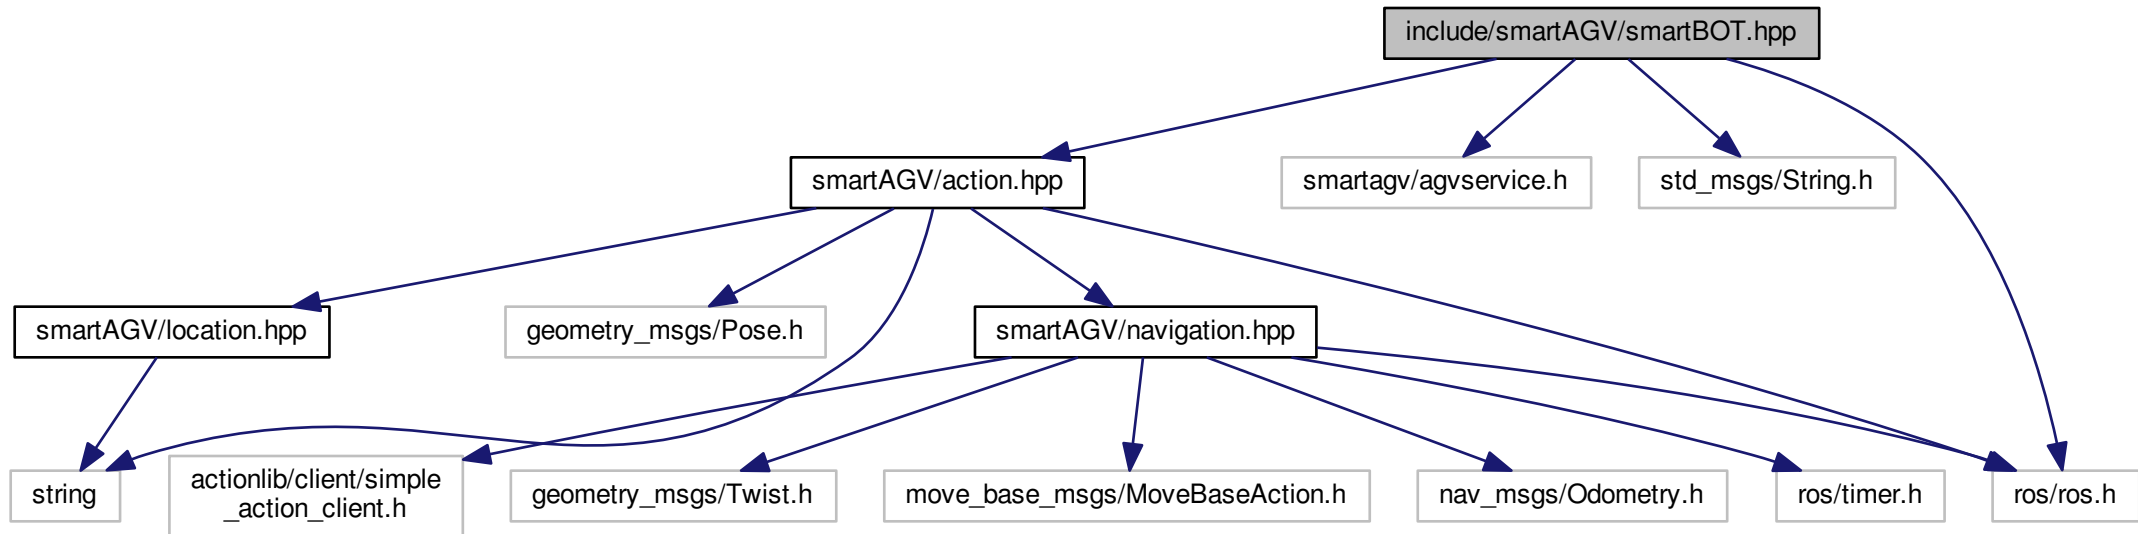 include/smartAGV/smartBOT.hpp
smartAGV/action.hpp
smartagv/agvservice.h
std_msgs/String.h
smartAGV/location.hpp
geometry_msgs/Pose.h
smartAGV/navigation.hpp
string
actionlib/client/simple
_action_client.h
geometry_msgs/Twist.h
move_base_msgs/MoveBaseAction.h
nav_msgs/Odometry.h
ros/timer.h
ros/ros.h